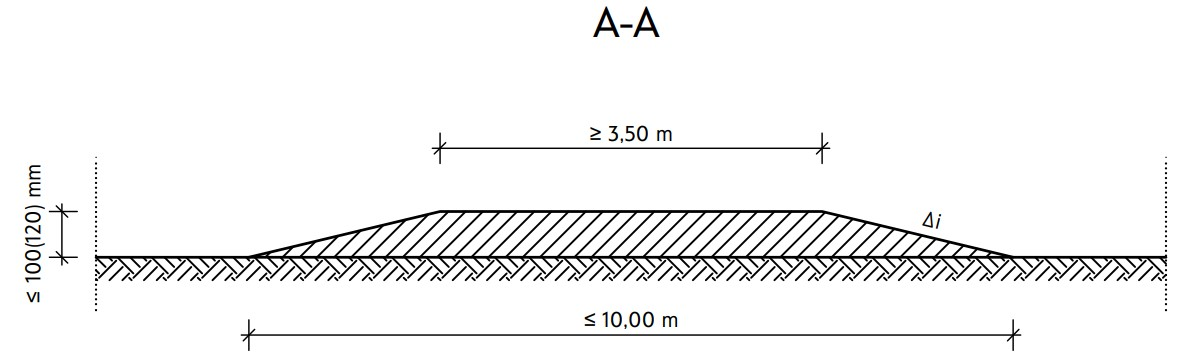 A-A
≥ 3,50 m
≤ 100(120) mm
Δi
≤ 10,00 m